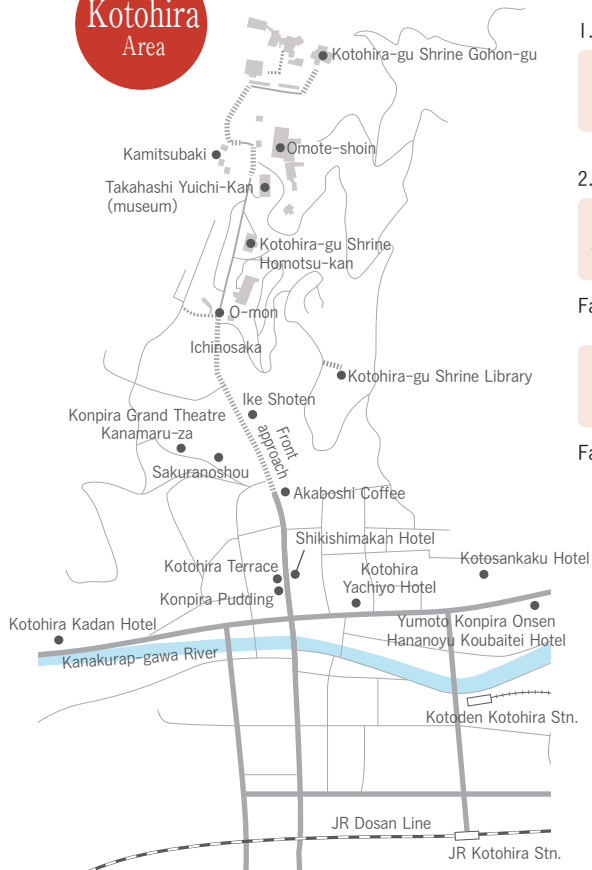 Kotohira
Area
1.
Kotohira-gu Shrine Gohon-gu
Kamitsubaki
Omote-shoin
2.
Takahashi Yuichi-Kan
(museum)
Kotohira-gu Shrine
Homotsu-kan
O-mon
Fa
Ichinosaka
Kotohira-gu Shrine Library
Ike Shoten
Konpira Grand Theatre
Kanamaru-za
Front
approach
Sakuranoshou
Fa
Akaboshi Coffee
Shikishimakan Hotel
Kotohira Terrace
Kotohira
Yachiyo Hotel
Kotosankaku Hotel
Konpira Pudding
Kotohira Kadan Hotel
Yumoto Konpira Onsen
Hananoyu Koubaitei Hotel
Kanakurap-gawa River
Kotoden Kotohira Stn.
JR Dosan Line
JR Kotohira Stn.